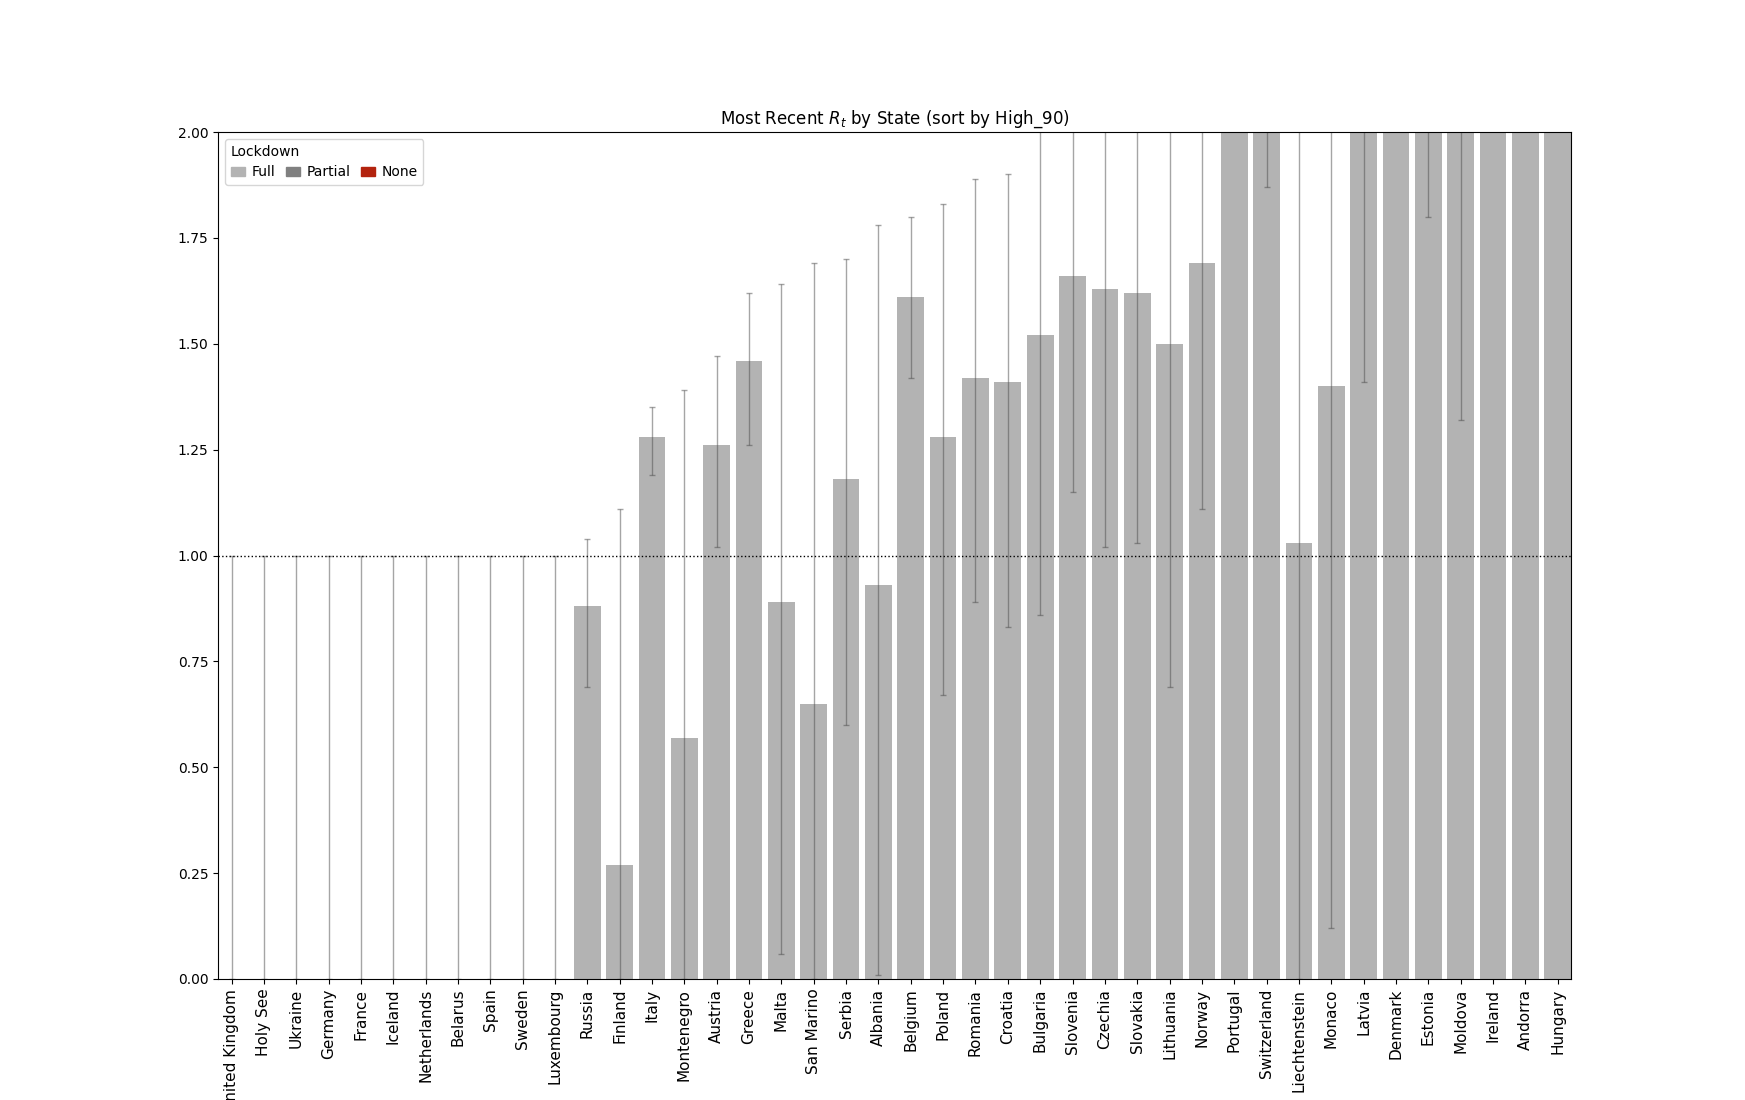 Most Recent R_t by State (sort by High_90)
2.00
1.75
1.50
1.25
1.00
0.75
0.50
0.25
0.00
Lockdown
Full Partial None
nited Kingdom
Holy See
Ukraine
Germany
France
Iceland
Netherlands
Belarus
Spain
Sweden
Luxembourg
Russia
Finland
Italy
Montenegro
Austria
Greece
Malta
San Marino
Serbia
Albania
Belgium
Poland
Romania
Croatia
Bulgaria
Slovenia
Czechia
Slovakia
Lithuania
Norway
Portugal
Switzerland
Liechtenstein
Monaco
Latvia
Denmark
Estonia
Moldova
Ireland
Andorra
Hungary